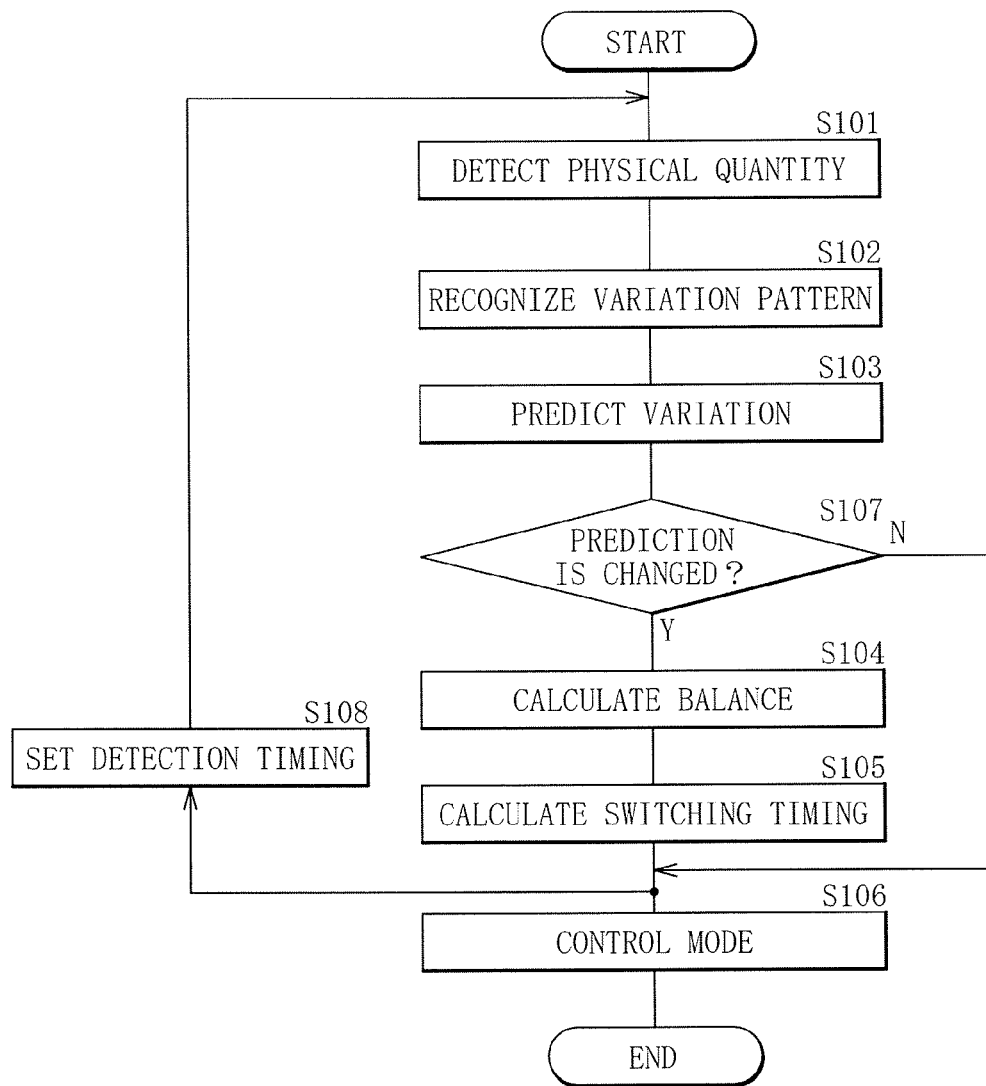 START
S101
DETECT PHYSICAL QUANTITY
S102
RECOGNIZE VARIATION PATTERN
S103
PREDICT VARIATION
S107
PREDICTION
IS CHANGED?
N
Y
S104
CALCULATE BALANCE
S108
SET DETECTION TIMING
S105
CALCULATE SWITCHING TIMING
S106
CONTROL MODE
END